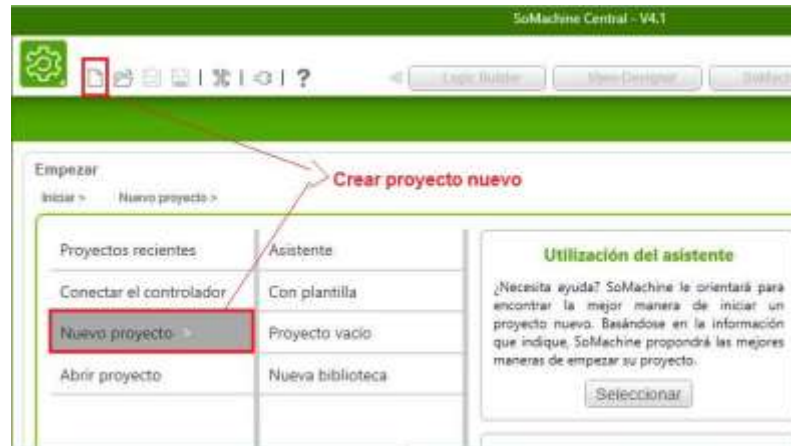 SoMachine Central - V4.1
?
Logic Builder
Empezar
Iniciar > Nuevo proyecto >
Crear proyecto nuevo
Proyectos recientes
Conectar el controlador
Nuevo proyecto >
Abrir proyecto
Asistente
Con plantilla
Proyecto vacío
Nueva biblioteca
Utilización del asistente
¿Necesita ayuda? SoMachine le orientará para
encontrar la mejor manera de iniciar un
proyecto nuevo. Basándose en la información
que indique, SoMachine propondrá las mejores
maneras de empezar su proyecto.
Seleccionar